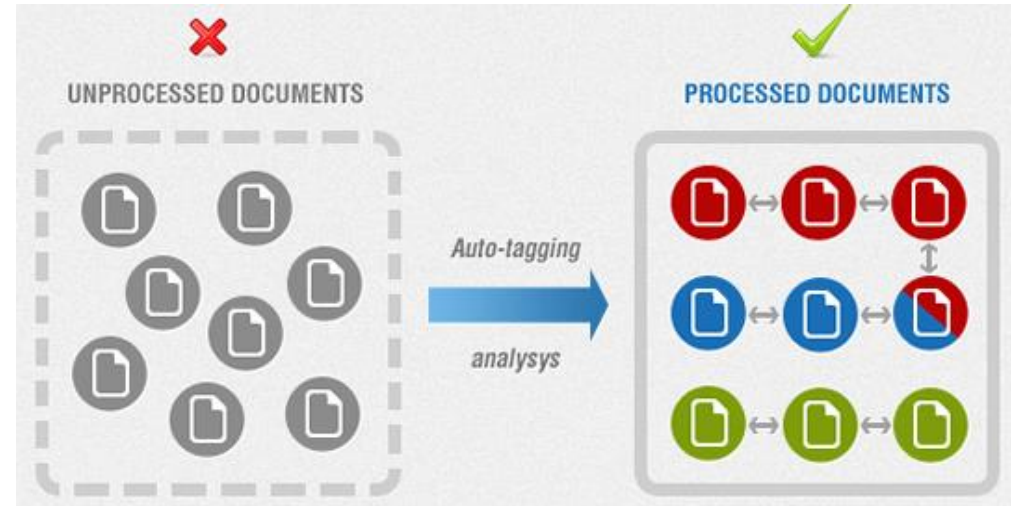 UNPROCESSED DOCUMENTS
PROCESSED DOCUMENTS
Auto-tagging
analysys